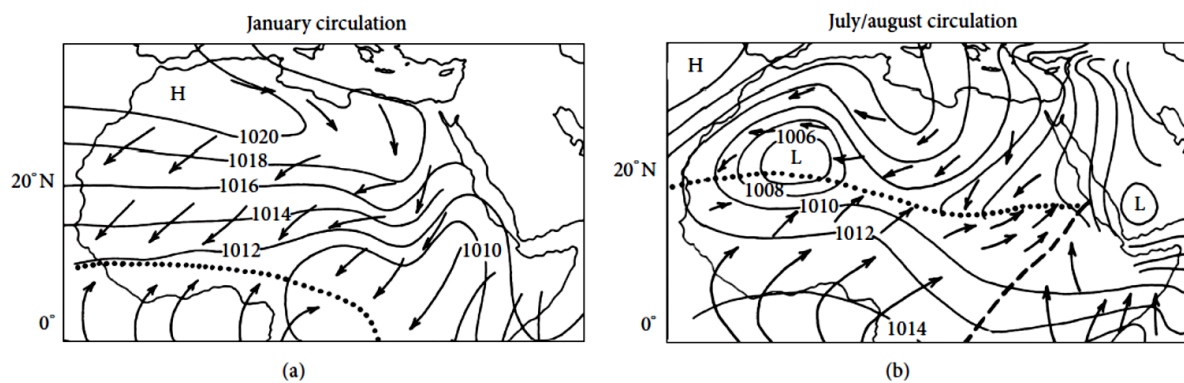 January circulation
H
1020
1018
20°N
1016
1014
1012
1010
0°
(a)
July/august circulation
H
1006
L
20°N
1008
1010
L
1012
0°
1014
(b)